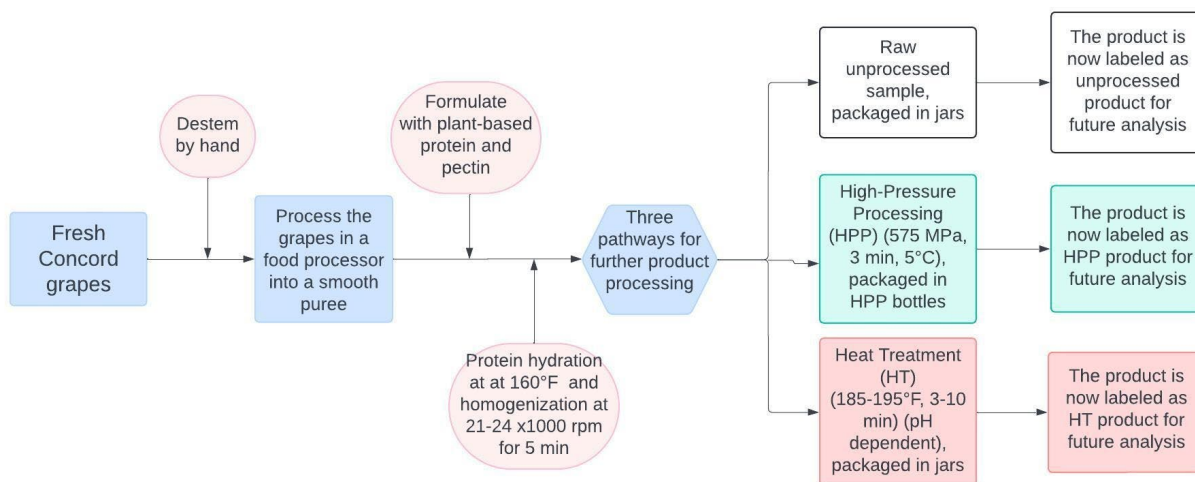 Fresh
Concord
grapes
Destem
by hand
Process the
grapes in a
food processor
into a smooth
puree
Formulate
with plant-based
protein and
pectin
Protein hydration
at at 160°F and
homogenization at
21-24 x1000 rpm
for 5 min
Three
pathways for
further product
processing
Raw
unprocessed
sample,
packaged in jars
The product is
now labeled as
unprocessed
product for
future analysis
High-Pressure
Processing
(HPP) (575 MPa,
3 min, 5°C),
packaged in
HPP bottles
The product is
now labeled as
HPP product for
future analysis
Heat Treatment
(HT)
(185-195°F, 3-10
min) (pH
dependent),
packaged in jars
The product is
now labeled as
HT product for
future analysis